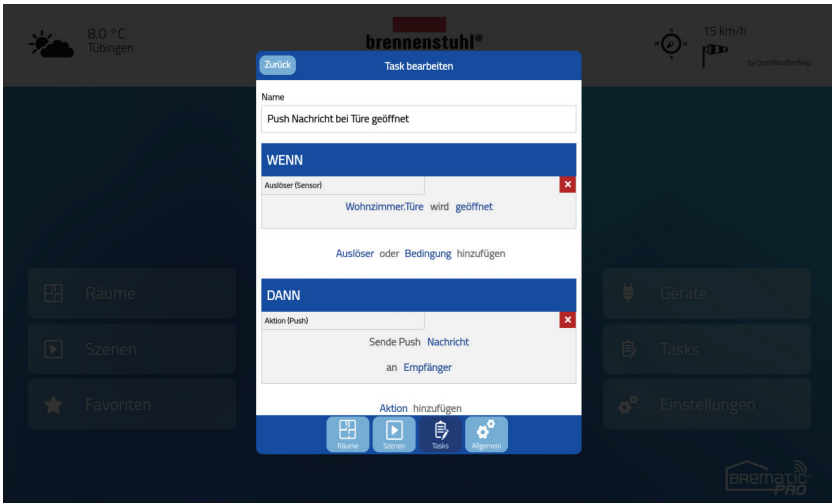 8.0 °C
Tübingen
brennenstuhl®
15 km/h
by OpenWeatherMap
Zurück
Task bearbeiten
Name
Push Nachricht bei Türe geöffnet
WENN
Auslöser (Sensor)
Wohnzimmer.Türe wird geöffnet
Auslöser oder Bedingung hinzufügen
DANN
Aktion (Push)
Sende Push Nachricht
an Empfänger
Aktion hinzufügen
Räume
Szenen
Favoriten
Geräte
Tasks
Einstellungen
Räume
Szenen
Tasks
Allgemein
BREMATIC
PRO